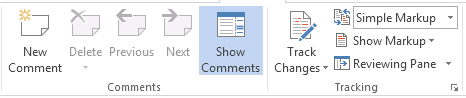 New Comment
Delete
Previous
Next
Show Comments
Comments
Track Changes
Simple Markup
Show Markup
Reviewing Pane
Tracking